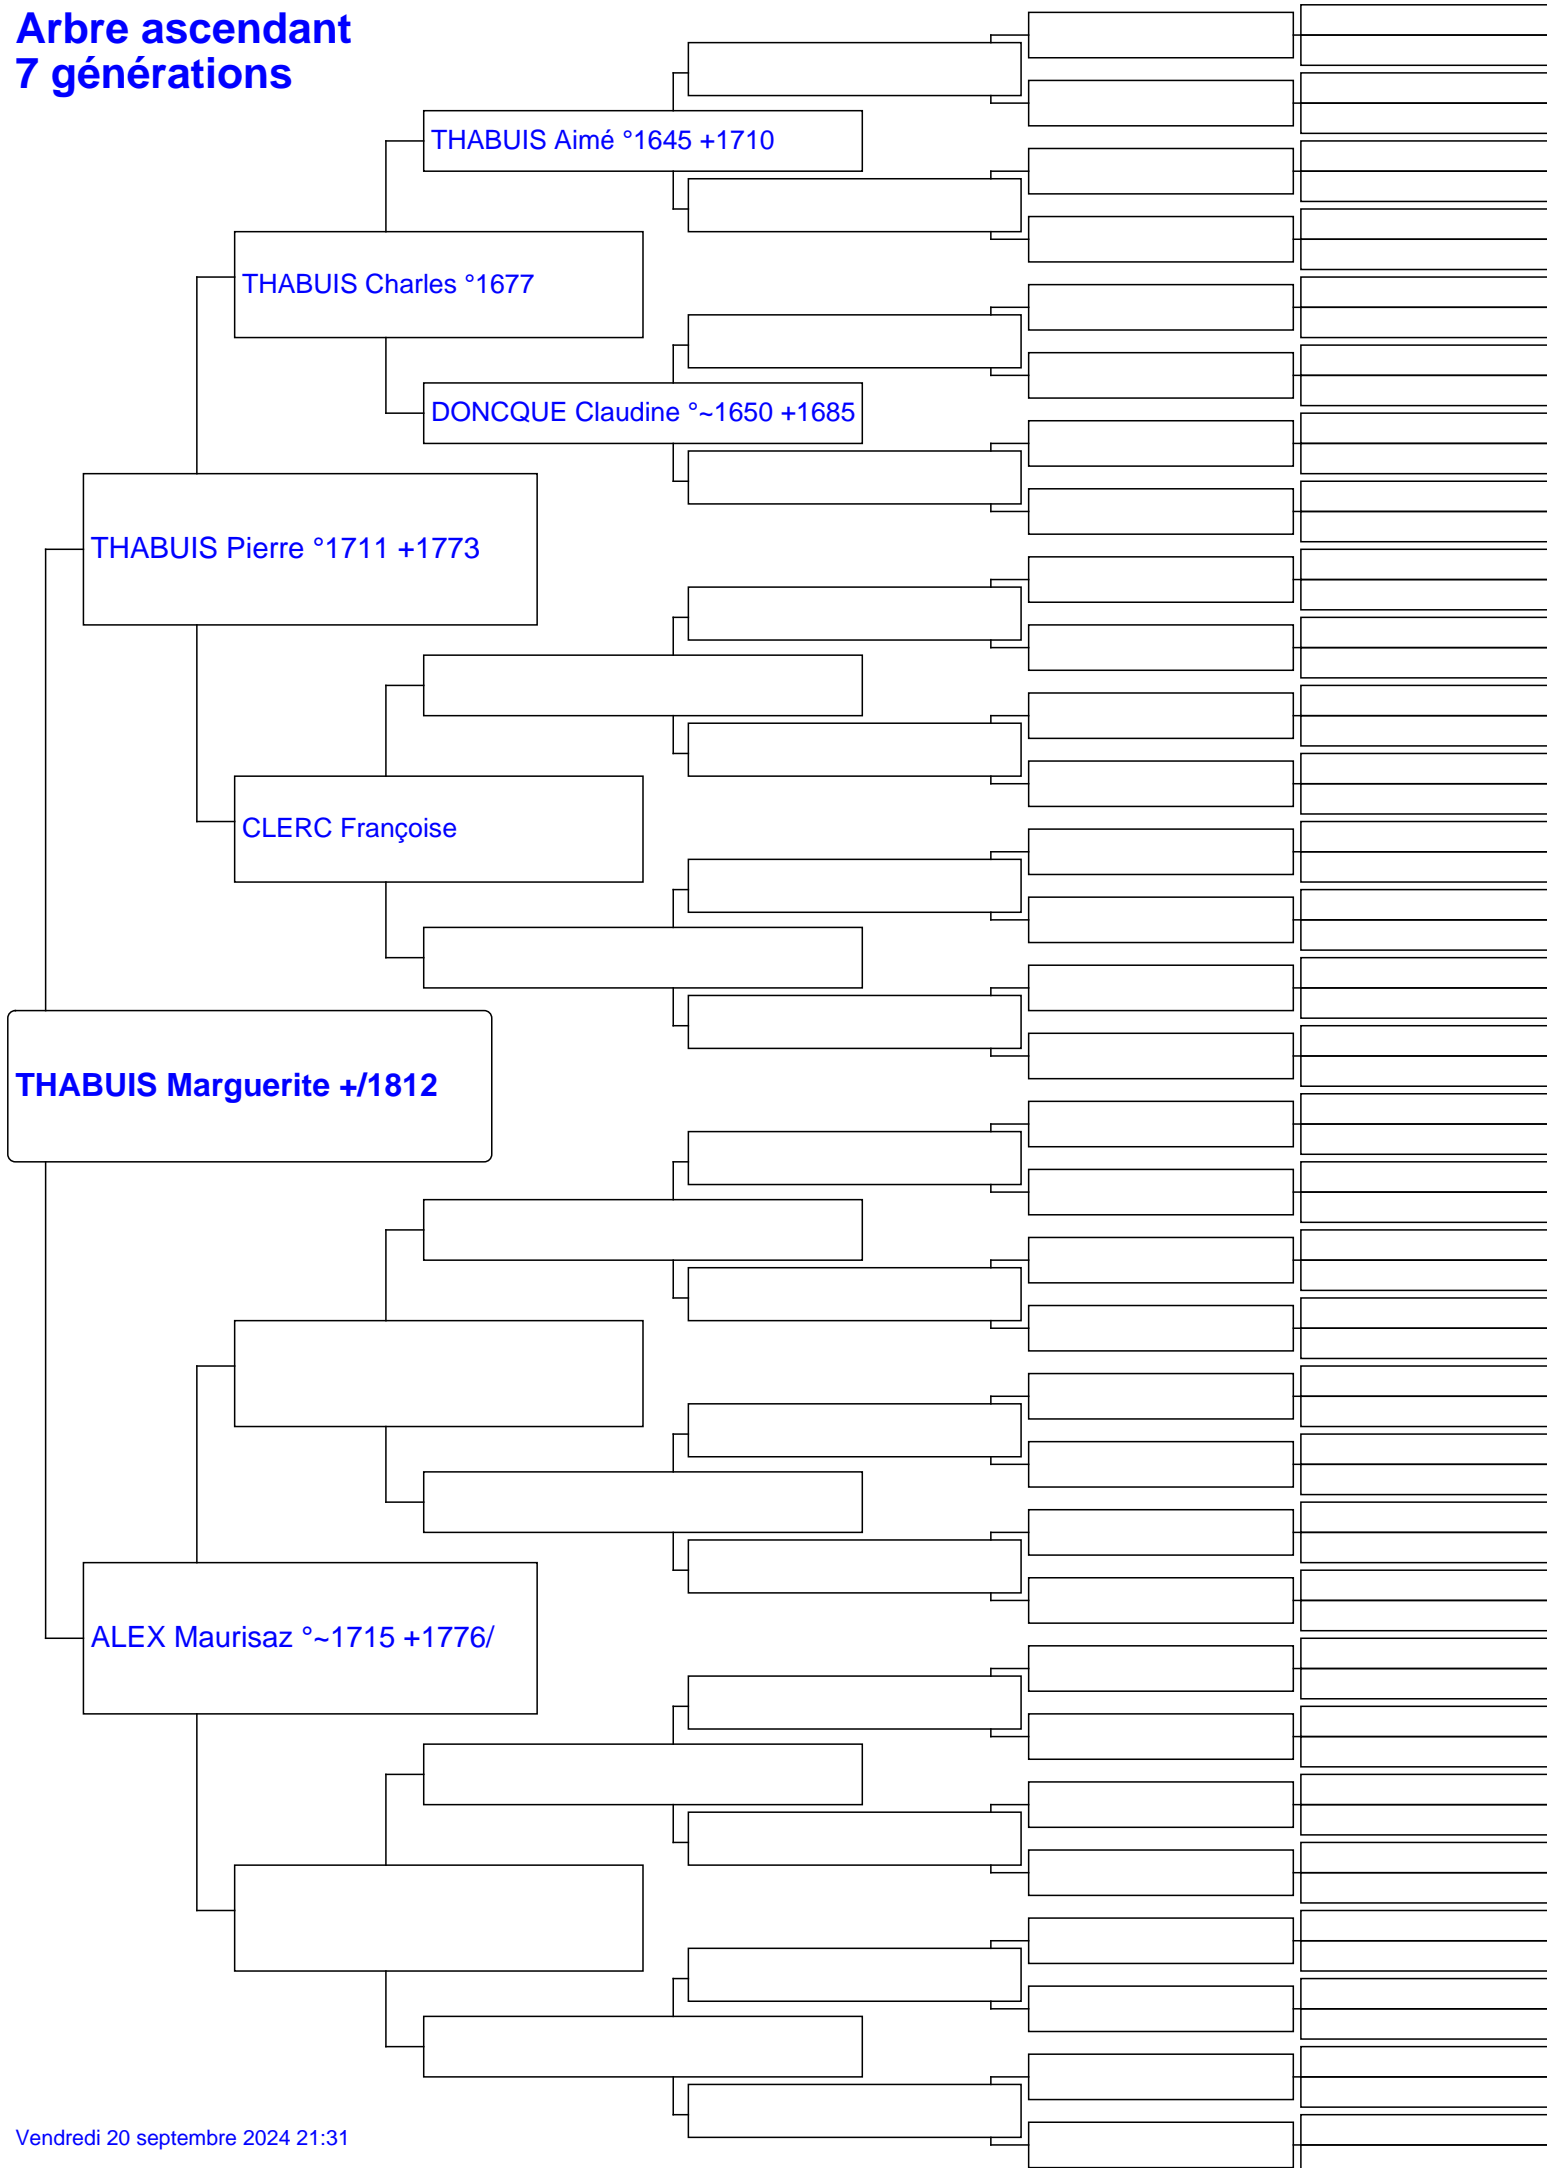 Arbre ascendant
7 générations
THABUIS Aimé °1645 +1710
THABUIS Charles °1677
DONCQUE Claudine °~1650 +1685
THABUIS Pierre °1711 +1773
CLERC Françoise
THABUIS Marguerite +/1812
ALEX Maurisaz °~1715 +1776/
Vendredi 20 septembre 2024 21:31